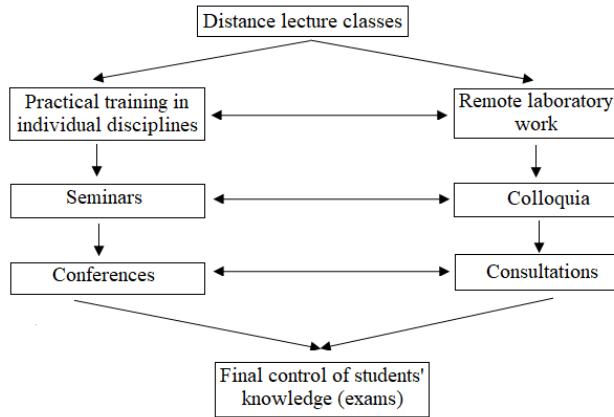 Distance lecture classes
Practical training in
individual disciplines
Remote laboratory
work
Seminars
Colloquia
Conferences
Consultations
Final control of students'
knowledge (exams)